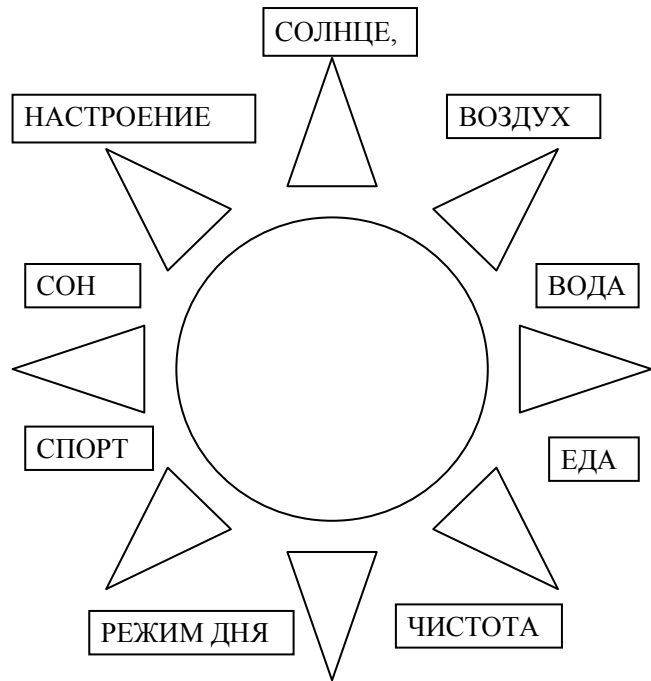 СОЛНЦЕ,
НАСТРОЕНИЕ
ВОЗДУХ
СОН
ВОДА
СПОРТ
ЕДА
РЕЖИМ ДНЯ
ЧИСТОТА